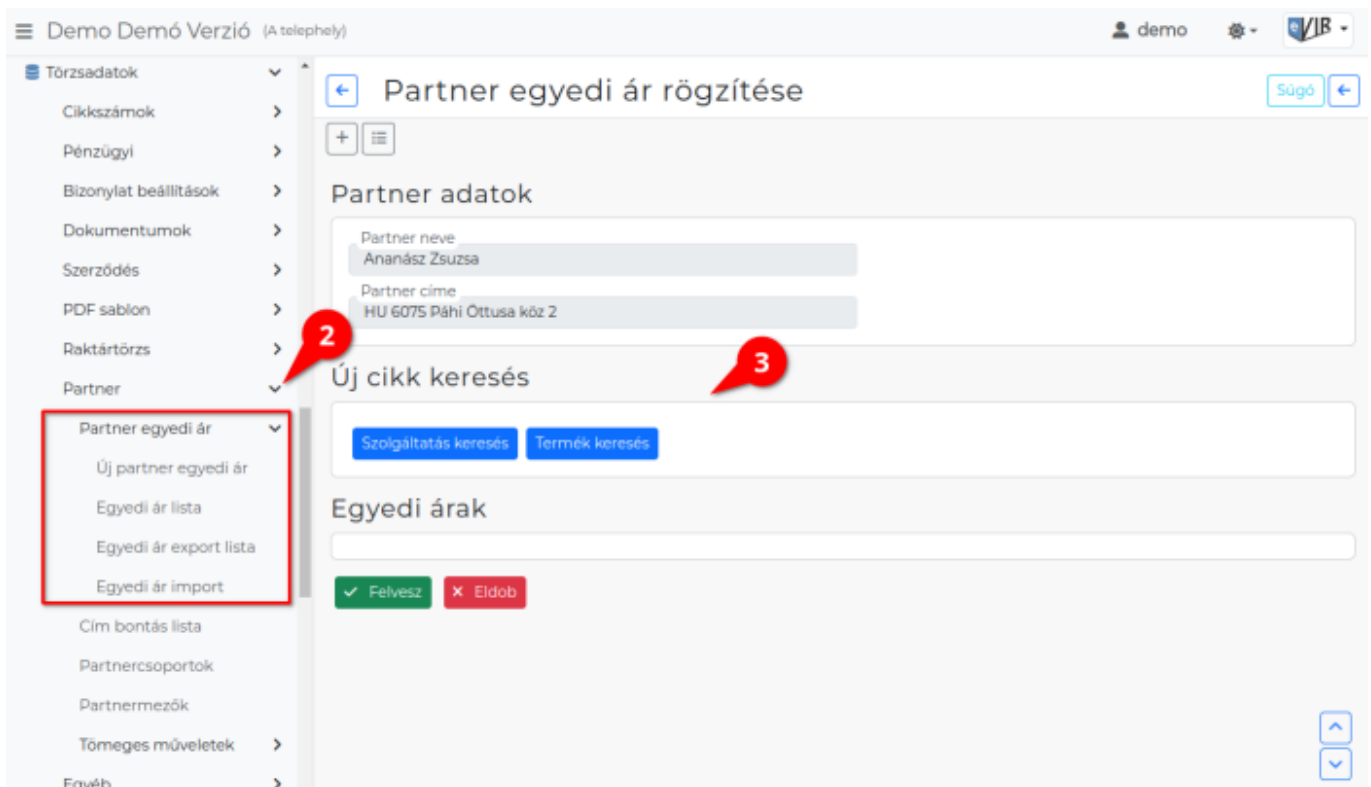 Demo Demó Verzió (A telephely)
demo
eVIR
Törzsadatok
Cikkszámok
Pénzügyi
Bizonylat beállítások
Dokumentumok
Szerződés
PDF sablon
Raktártörzs
Partner
Partner egyedi ár
Új partner egyedi ár
Egyedi ár lista
Egyedi ár export lista
Egyedi ár import
Cím bontás lista
Partnercsoportok
Partnermezők
Tömeges műveletek
Egyéb
2
Partner egyedi ár rögzítése
Súgó
Partner adatok
Partner neve
Ananász Zsuzsa
Partner címe
HU 6075 Páhi Öttusa köz 2
3
Új cikk keresés
Szolgáltatás keresés
Termék keresés
Egyedi árak
Felvesz
Eldob